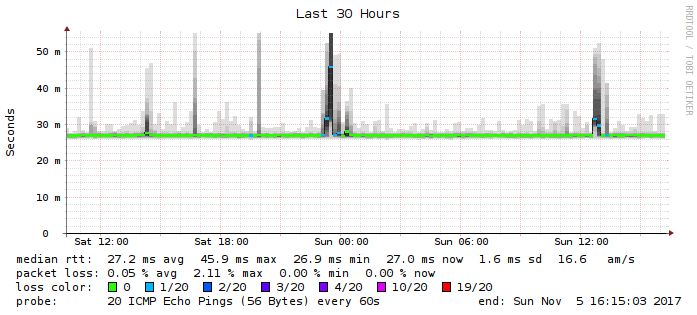 Last 30 Hours
RRDTOOL / TOBI OETIKER
Seconds
50 m
40 m
30 m
20 m
10 m
0
Sat 12:00 Sat 18:00 Sun 00:00 Sun 06:00 Sun 12:00
median rtt: 27.2 ms avg 45.9 ms max 26.9 ms min 27.0 ms now 1.6 ms sd 16.6 am/s
packet loss: 0.05 % avg 2.11 % max 0.00 % min 0.00 % now
loss color: 0 1/20 2/20 3/20 4/20 10/20 19/20
probe: 20 ICMP Echo Pings (56 Bytes) every 60s end: Sun Nov 5 16:15:03 2017